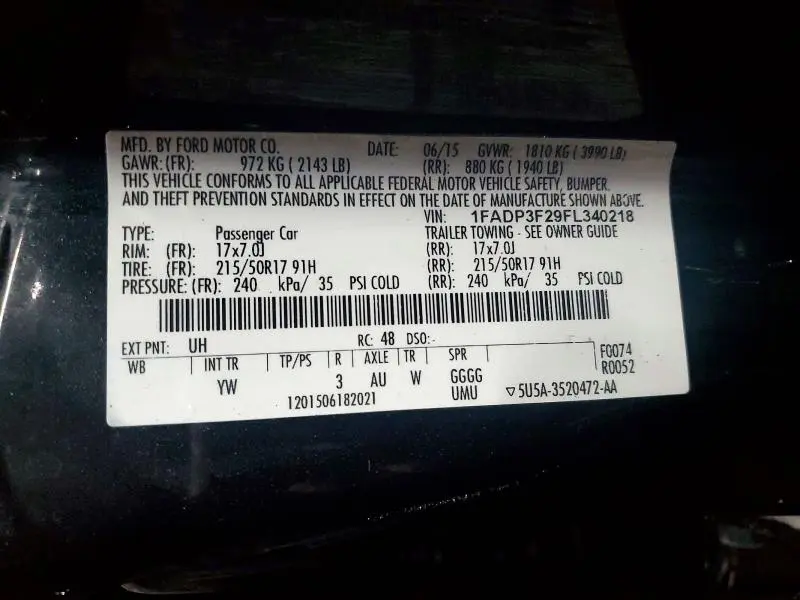 MFD. BY FORD MOTOR CO. DATE: 06/15 GVWR: 1810 KG ( 3990 LB)
GAWR: (FR): 972 KG ( 2143 LB) (RR): 880 KG ( 1940 LB)
THIS VEHICLE CONFORMS TO ALL APPLICABLE FEDERAL MOTOR VEHICLE SAFETY, BUMPER,
AND THEFT PREVENTION STANDARDS IN EFFECT ON THE DATE OF MANUFACTURE SHOWN ABOVE.
VIN: 1FADP3F29FL340218
TYPE: Passenger Car TRAILER TOWING - SEE OWNER GUIDE
RIM: (FR): 17x7.0J (RR): 17x7.0J
TIRE: (FR): 215/50R17 91H (RR): 215/50R17 91H
PRESSURE: (FR): 240 kPa/ 35 PSI COLD (RR): 240 kPa/ 35 PSI COLD
EXT PNT: UH RC: 48 DSO:-
WB INT TR TP/PS R AXLE TR SPR F0074
R0052
YW 3 AU W GGGG
UMU ▽5U5A-3520472-AA
1201506182021